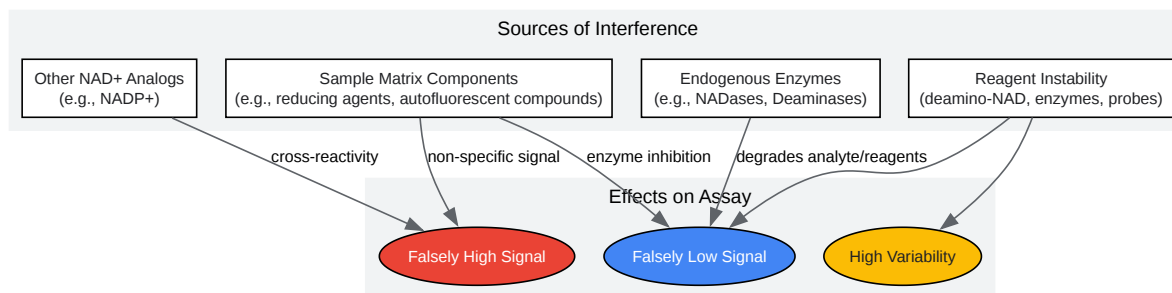 Sources of Interference
Other NAD+ Analogs
(e.g., NADP+)
Sample Matrix Components
(e.g., reducing agents, autofluorescent compounds)
Endogenous Enzymes
(e.g., NADases, Deaminases)
Reagent Instability
(deamino-NAD, enzymes, probes)
cross-reactivity
non-specific signal
enzyme inhibition
degrades analyte/reagents
Effects on Assay
Falsely High Signal
Falsely Low Signal
High Variability